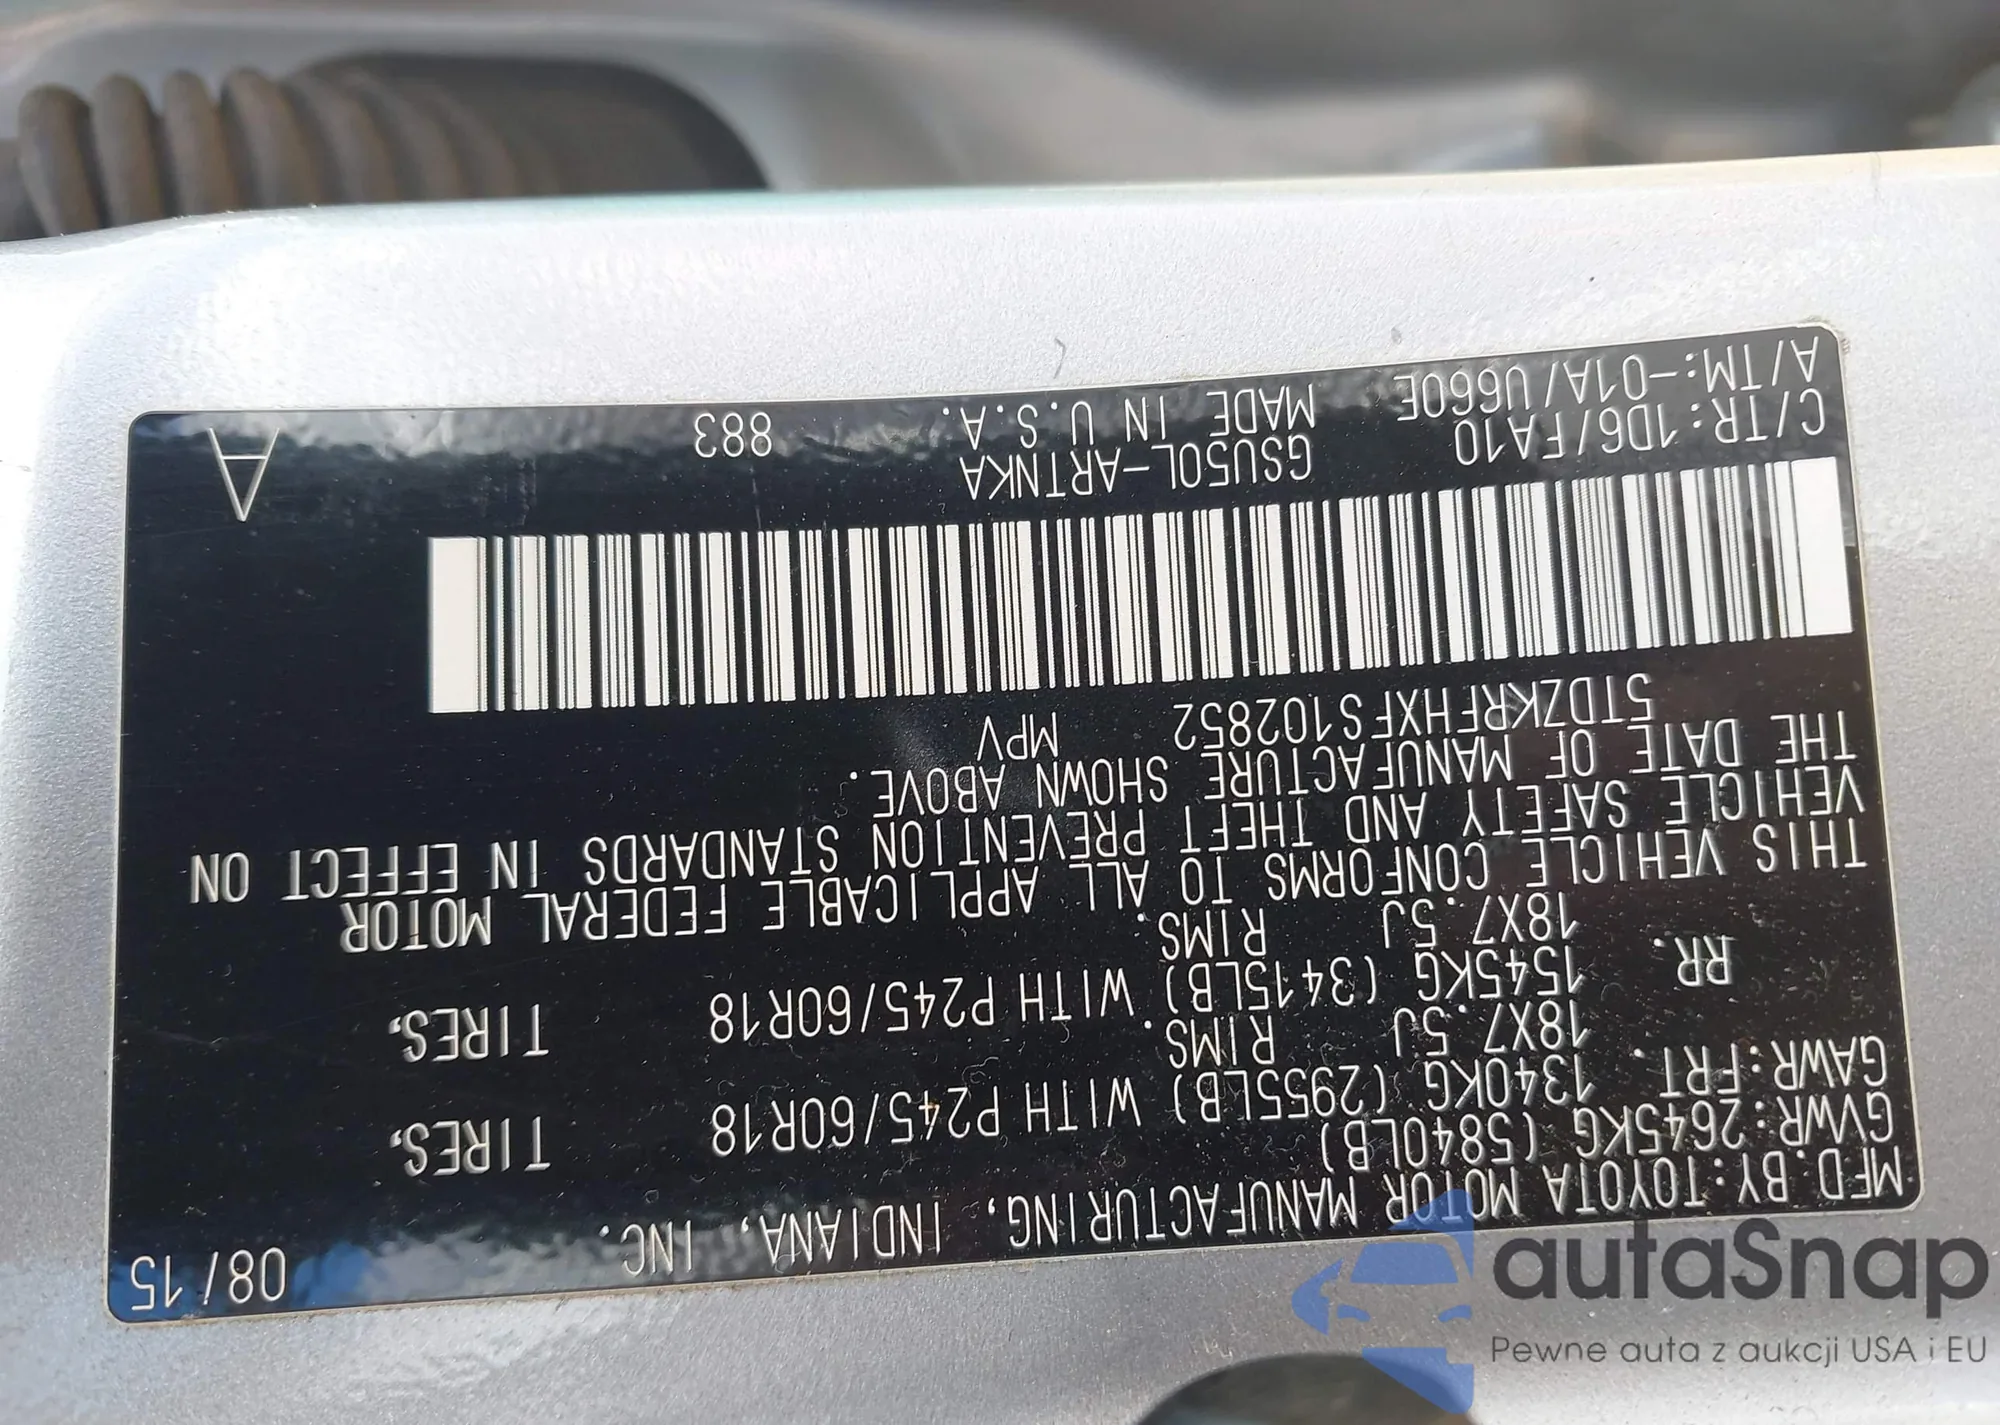 MFD.BY:TOYOTA MOTOR MANUFACTURING, INDIANA, INC. 08/15
GVWR:2645KG (5840LB)
GAWR:FRT. 1340KG (2955LB) WITH P245/60R18 TIRES,
18X7.5J RIMS.
RR. 1545KG (3415LB) WITH P245/60R18 TIRES,
18X7.5J RIMS.
THIS VEHICLE CONFORMS TO ALL APPLICABLE FEDERAL MOTOR
VEHICLE SAFETY AND THEFT PREVENTION STANDARDS IN EFFECT ON
THE DATE OF MANUFACTURE SHOWN ABOVE.
5TDZKRFHXFS102852 MPV
C/TR:1D6/FA10 GSU50L-ARTNKA
A/TM:-01A/U660E MADE IN U.S.A. 883 A
autaSnap
Pewne auta z aukcji USA i EU